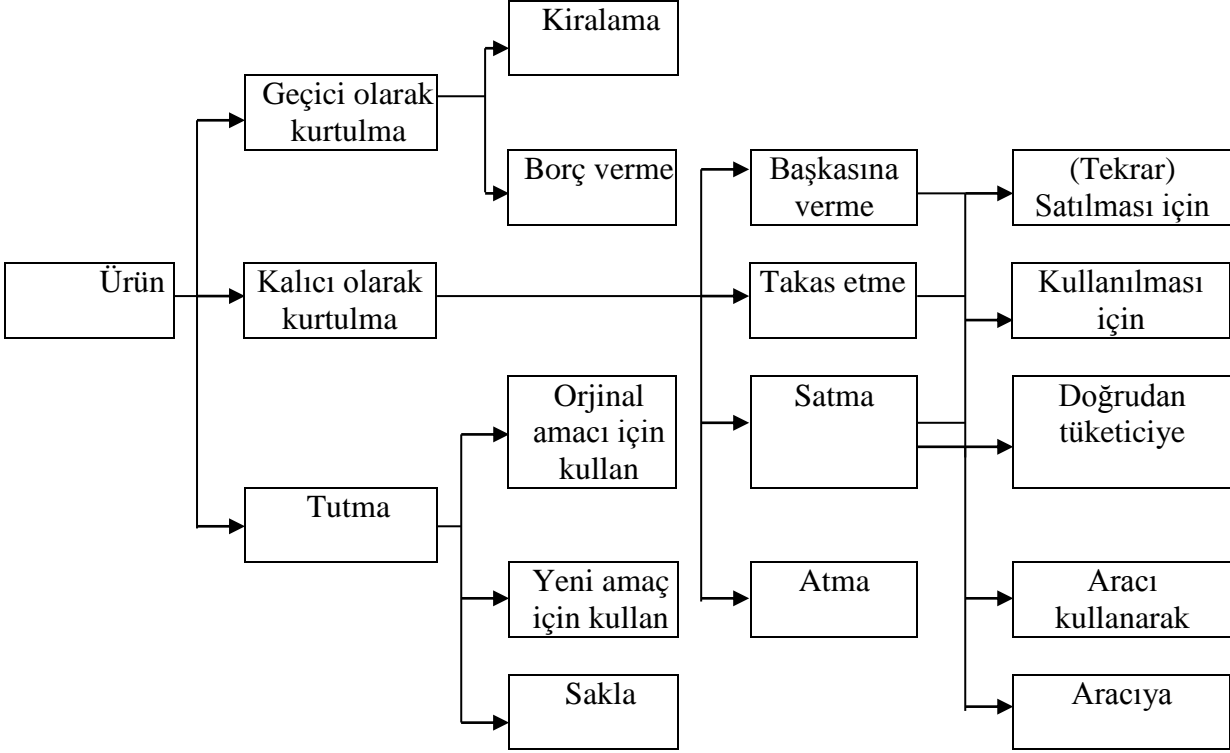 Kiralama
Geçici olarak
kurtulma
Borç verme
Başkasına
verme
(Tekrar)
Satılması için
Ürün
Kalıcı olarak
kurtulma
Takas etme
Kullanılması
için
Orjinal
amacı için
kullan
Satma
Doğrudan
tüketiciye
Tutma
Yeni amaç
için kullan
Atma
Aracı
kullanarak
Sakla
Aracıya